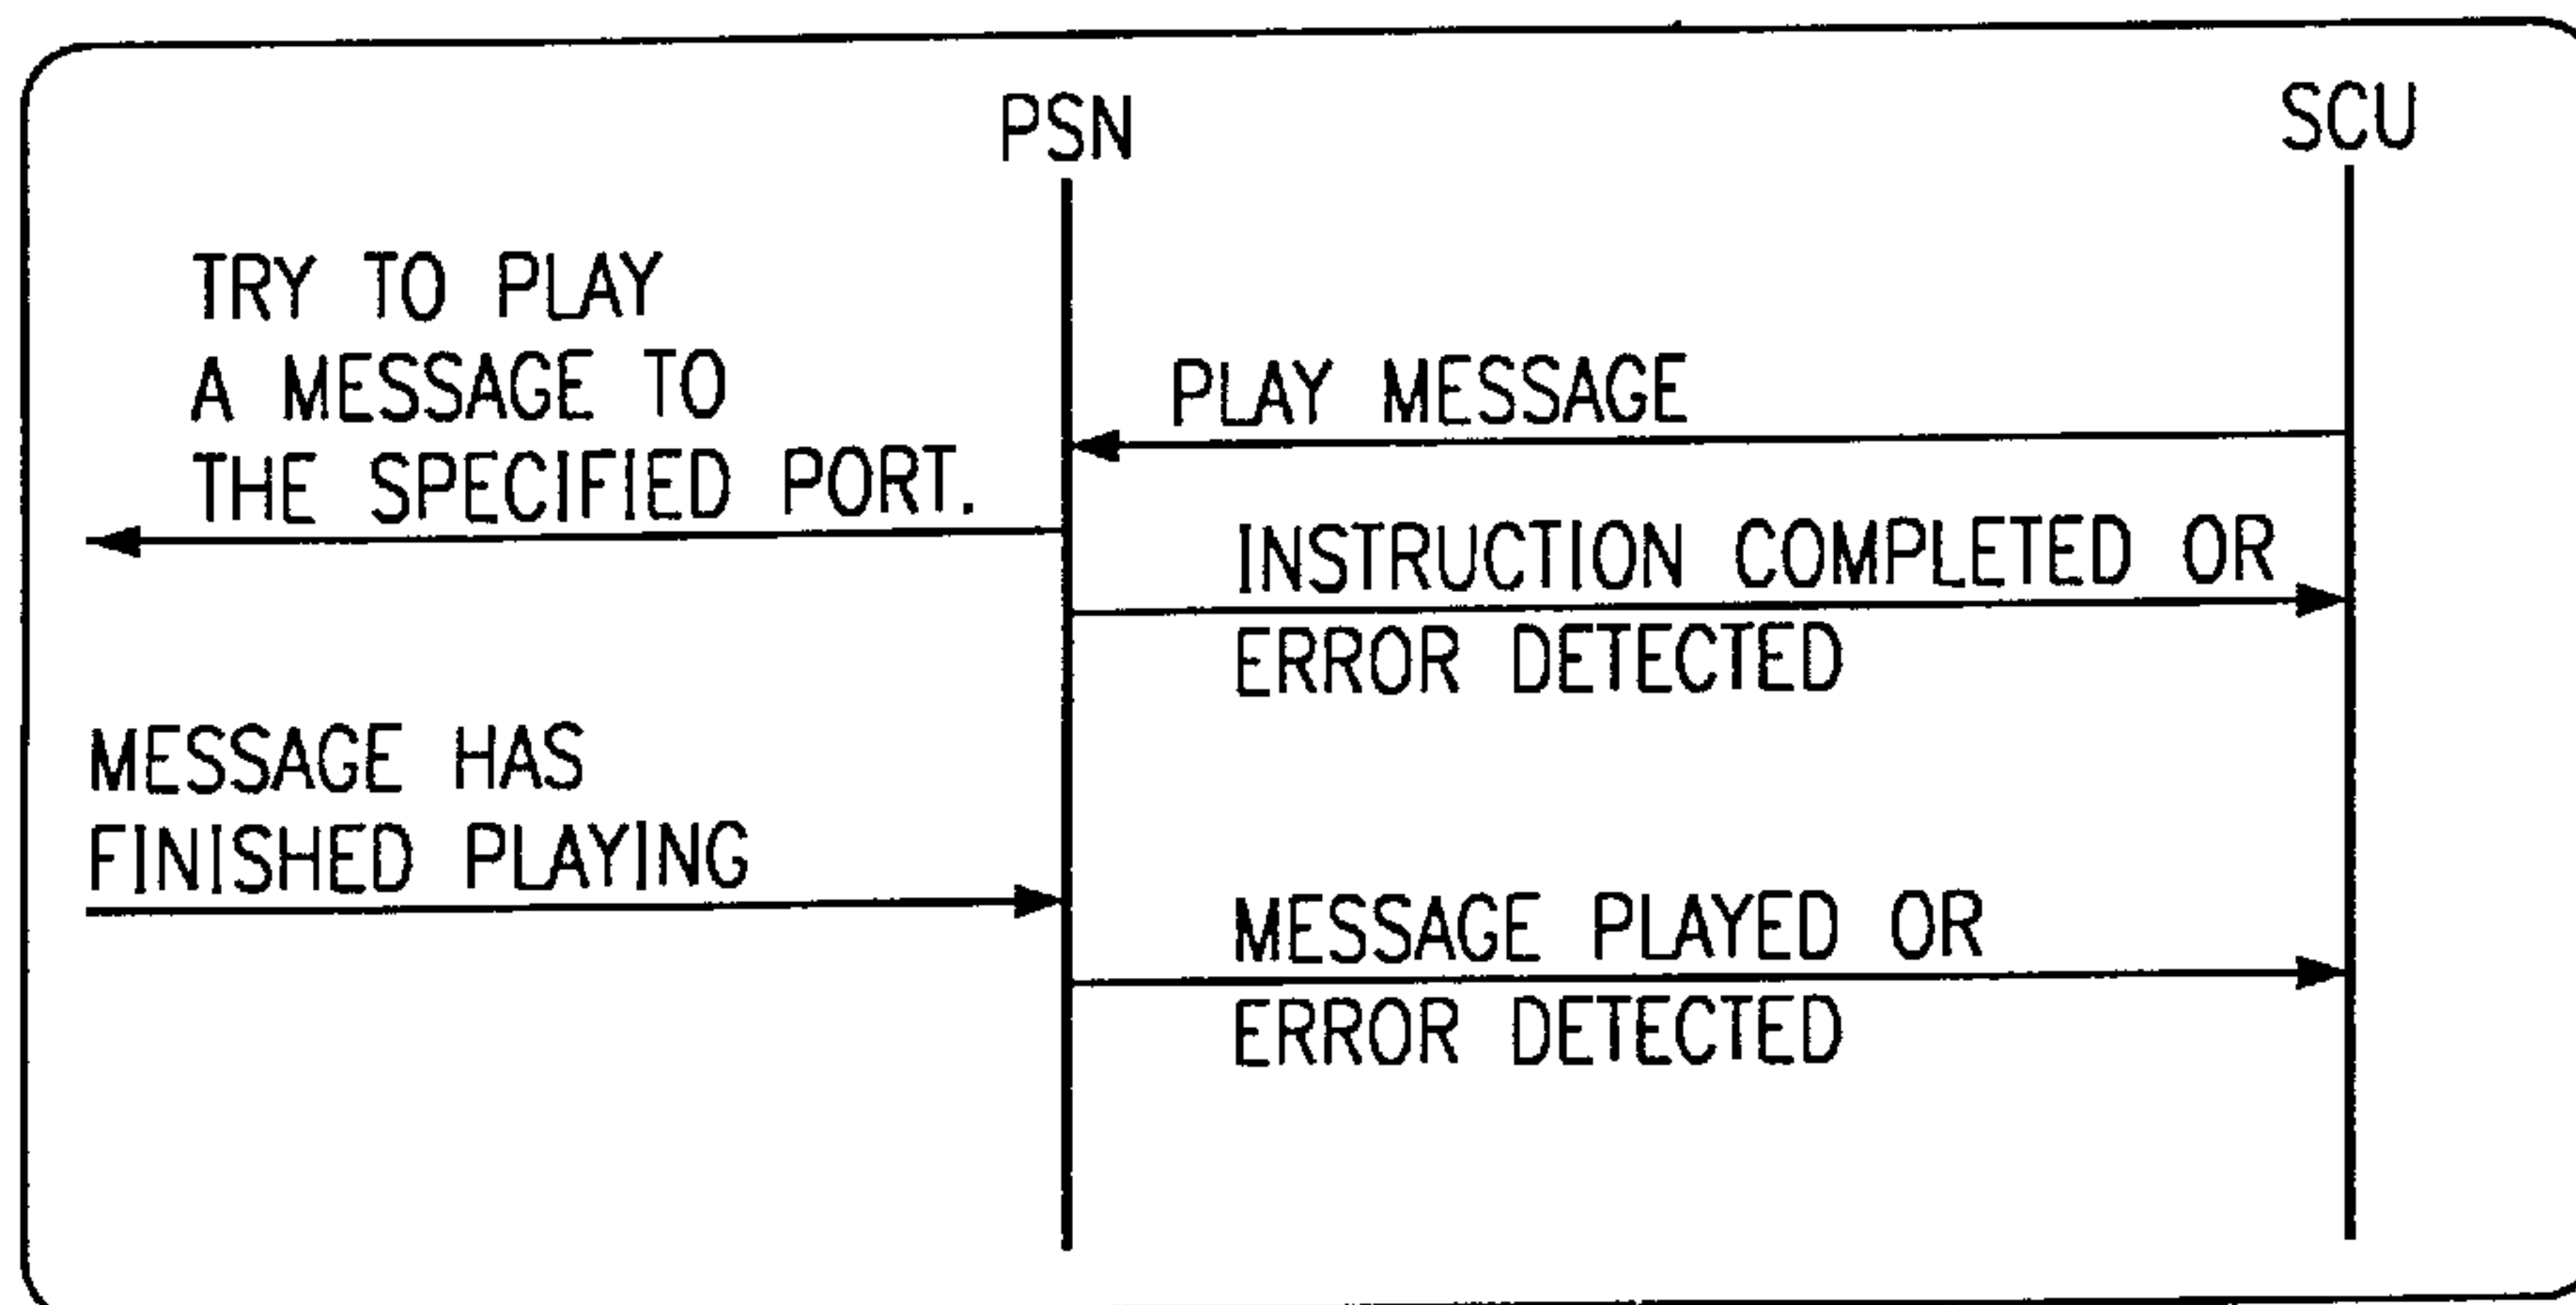 PSN
SCU
TRY TO PLAY
A MESSAGE TO
THE SPECIFIED PORT.
PLAY MESSAGE
INSTRUCTION COMPLETED OR
ERROR DETECTED
MESSAGE HAS
FINISHED PLAYING
MESSAGE PLAYED OR
ERROR DETECTED